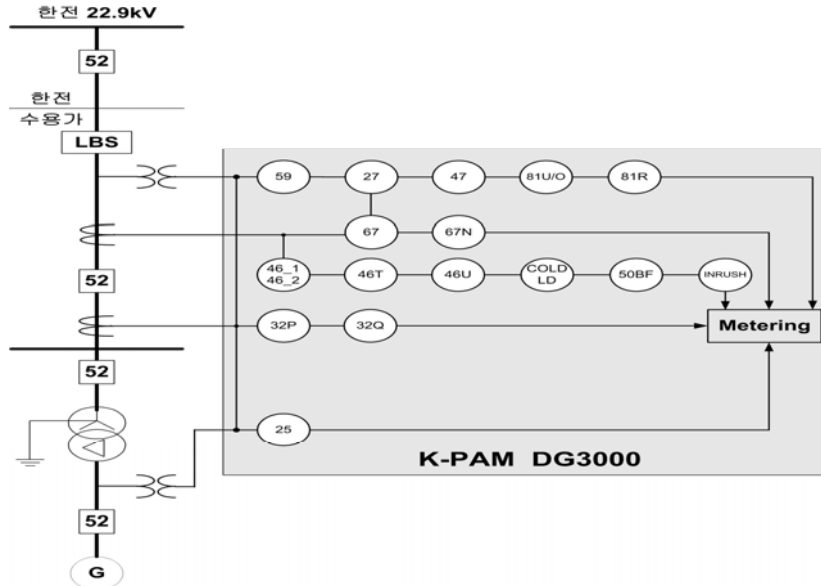 한전 22.9kV
52
한전
수용가
LBS
59 27 47 81U/O 81R
67 67N
46_1
46_2
46T 46U COLD
LD
50BF INRUSH
52
32P 32Q Metering
52
25
K-PAM DG3000
52
G